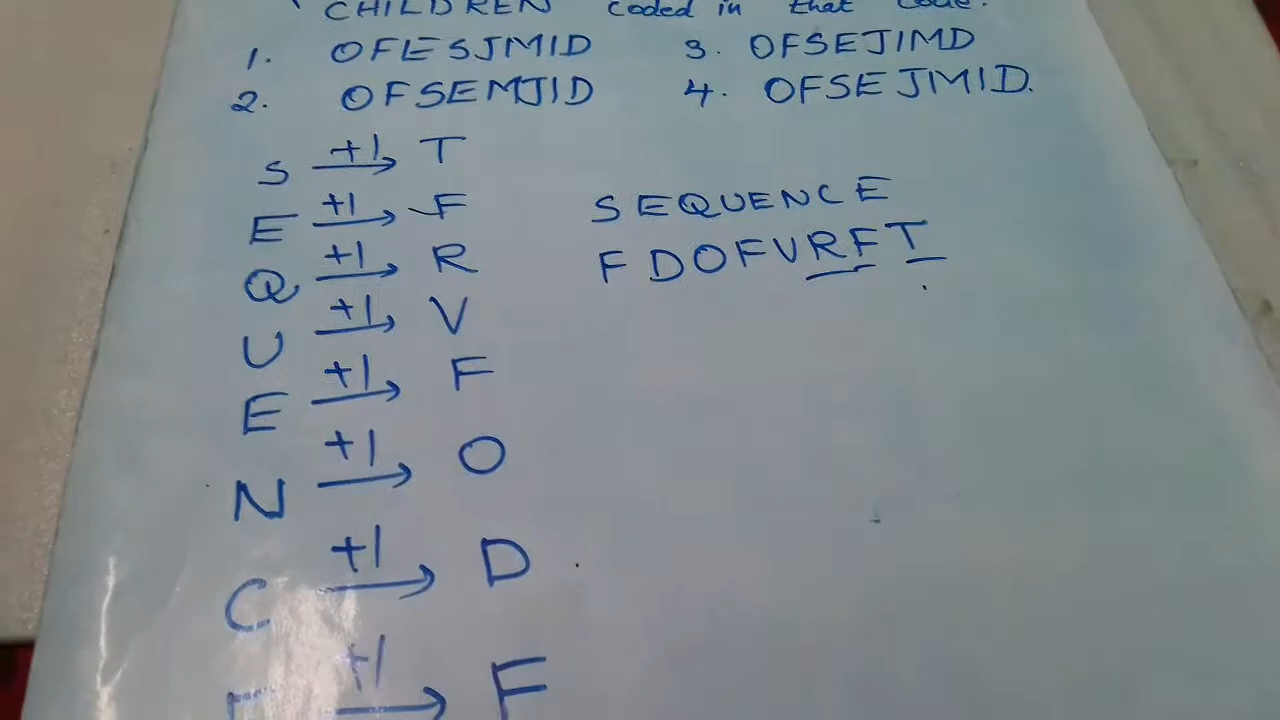 CHILDREN coded in that code.
1. OFLESJMID 3. OFSEJIMD
2. OFSEMJID 4. OFSEJMID.
S +1 T
E +1 F
Q +1 R
U +1 V
E +1 F
N +1 O
C +1 D
E +1 F
SEQUENCE
FDOFVRFT